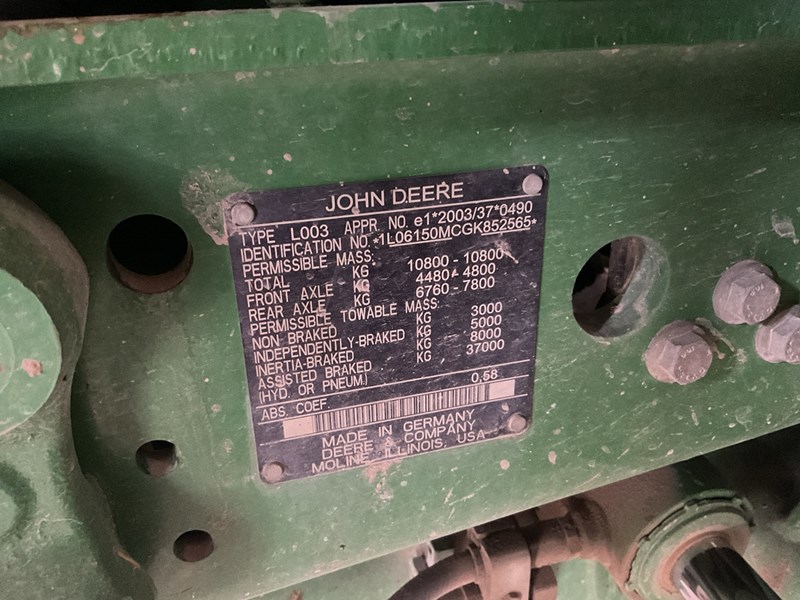 JOHN DEERE
TYPE L003 APPR. NO. e1*2003/37*0490
IDENTIFICATION NO. *1L06150MCGK852565*
PERMISSIBLE MASS:
TOTAL KG 10800 - 10800
FRONT AXLE KG 4480 - 4800
REAR AXLE KG 6760 - 7800
PERMISSIBLE TOWABLE MASS:
NON BRAKED KG 3000
INDEPENDENTLY-BRAKED KG 5000
INERTIA-BRAKED KG 8000
ASSISTED BRAKED KG 37000
(HYD. OR PNEUM.)
ABS. COEF. 0,58
MADE IN GERMANY
DEERE & COMPANY
MOLINE, ILLINOIS, USA